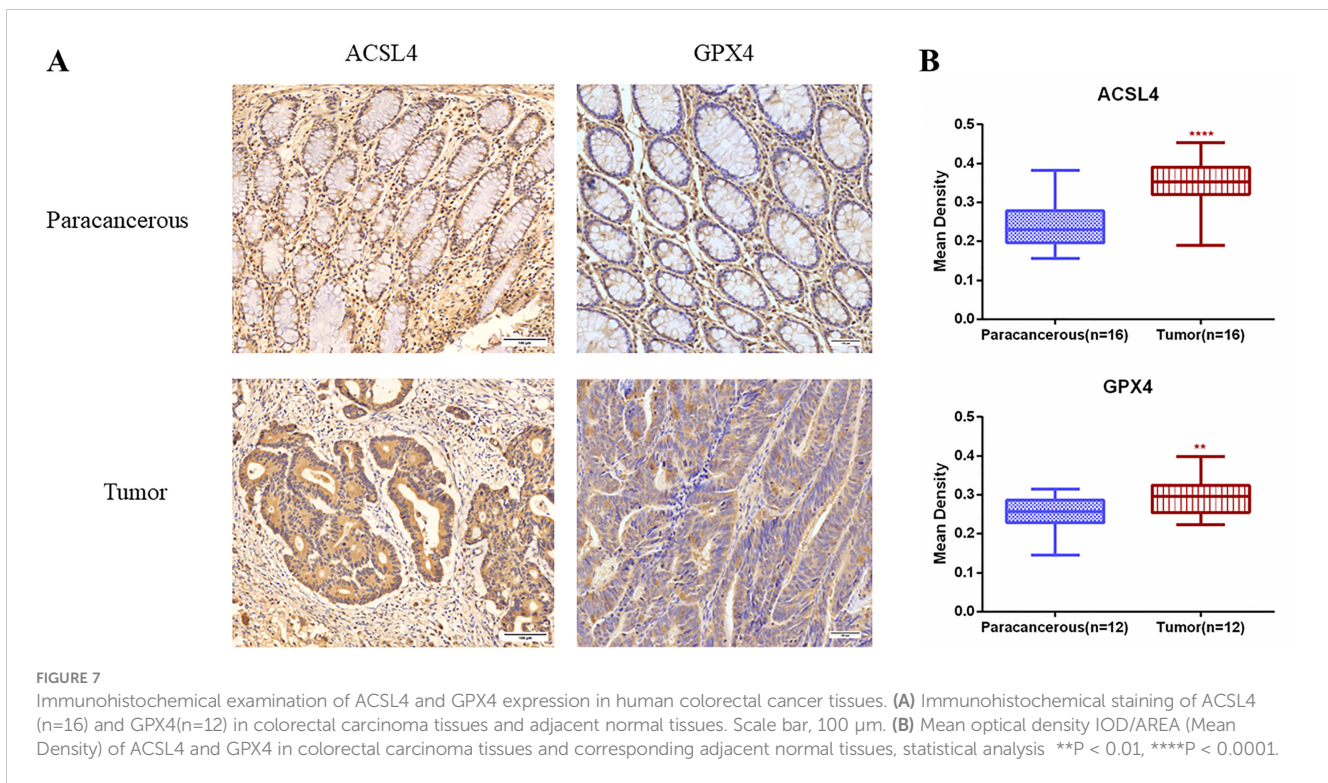 A
ACSL4
GPX4
Paracancerous
Tumor
100 μm
100 μm
B
ACSL4
Mean Density
0.5
0.4
0.3
0.2
0.1
0.0
****
Paracancerous(n=16)
Tumor(n=16)
GPX4
Mean Density
0.5
0.4
0.3
0.2
0.1
0.0
**
Paracancerous(n=12)
Tumor(n=12)
FIGURE 7
Immunohistochemical examination of ACSL4 and GPX4 expression in human colorectal cancer tissues. (A) Immunohistochemical staining of ACSL4
(n=16) and GPX4(n=12) in colorectal carcinoma tissues and adjacent normal tissues. Scale bar, 100 μm. (B) Mean optical density IOD/AREA (Mean
Density) of ACSL4 and GPX4 in colorectal carcinoma tissues and corresponding adjacent normal tissues, statistical analysis **P < 0.01, ****P < 0.0001.